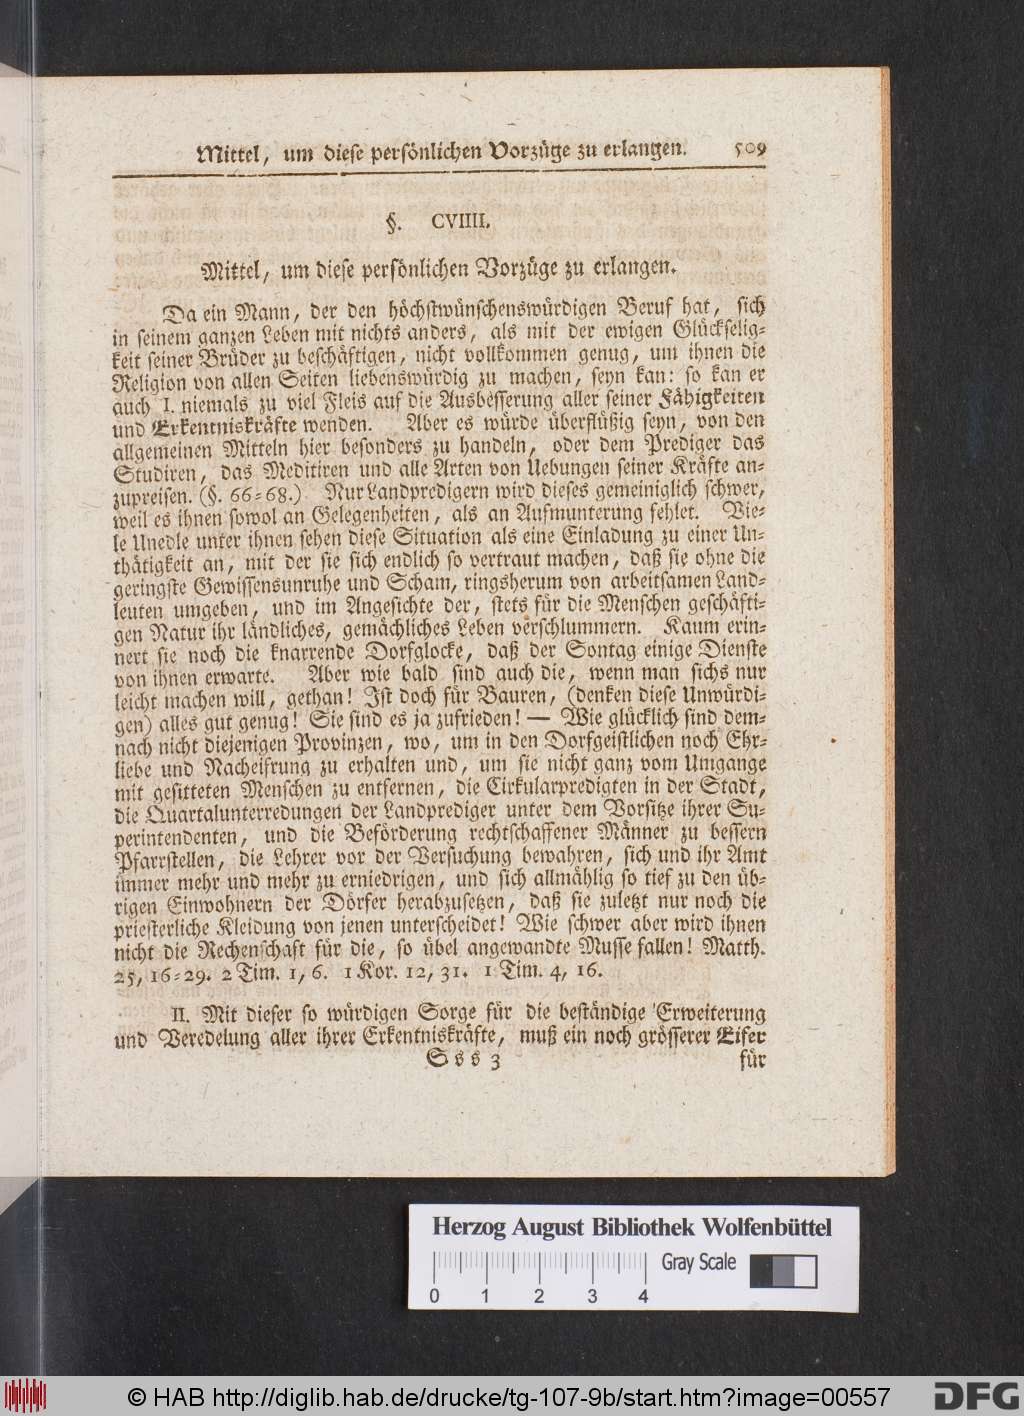 Mittel, um diese persönlichen Vorzüge zu erlangen. 509
§. CVIIII.
Mittel, um diese persönlichen Vorzüge zu erlangen.
Da ein Mann, der den höchstwünschenswürdigen Beruf hat, sich
in seinem ganzen Leben mit nichts anders, als mit der ewigen Glückselig-
keit seiner Brüder zu beschäftigen, nicht vollkommen genug, um ihnen die
Religion von allen Seiten liebenswürdig zu machen, seyn kan: so kan er
auch I. niemals zu viel Fleis auf die Ausbesserung aller seiner Fähigkeiten
und Erkentniskräfte wenden. Aber es würde überflüßig seyn, von den
allgemeinen Mitteln hier besonders zu handeln, oder dem Prediger das
Studiren, das Meditiren und alle Arten von Uebungen seiner Kräfte an-
zupreisen. (§. 66-68.) Nur Landpredigern wird dieses gemeiniglich schwer,
weil es ihnen sowol an Gelegenheiten, als an Aufmunterung fehlet. Vie-
le Unedle unter ihnen sehen diese Situation als eine Einladung zu einer Un-
thätigkeit an, mit der sie sich endlich so vertraut machen, daß sie ohne die
geringste Gewissensunruhe und Scham, ringsherum von arbeitsamen Land-
leuten umgeben, und im Angesichte der, stets für die Menschen geschäfti-
gen Natur ihr ländliches, gemächliches Leben verschlummern. Kaum erin-
nert sie noch die knarrende Dorfglocke, daß der Sontag einige Dienste
von ihnen erwarte. Aber wie bald sind auch die, wenn man sichs nur
leicht machen will, gethan! Ist doch für Bauren, (denken diese Unwürdi-
gen) alles gut genug! Sie sind es ja zufrieden! — Wie glücklich sind dem-
nach nicht diejenigen Provinzen, wo, um in den Dorfgeistlichen noch Ehr-
liebe und Nacheifrung zu erhalten und, um sie nicht ganz vom Umgange
mit gesitteten Menschen zu entfernen, die Cirkularpredigten in der Stadt,
die Quartalunterredungen der Landprediger unter dem Vorsitze ihrer Su-
perintendenten, und die Beförderung rechtschaffener Männer zu bessern
Pfarrstellen, die Lehrer vor der Versuchung bewahren, sich und ihr Amt
immer mehr und mehr zu erniedrigen, und sich allmählig so tief zu den üb-
rigen Einwohnern der Dörfer herabzusetzen, daß sie zuletzt nur noch die
priesterliche Kleidung von jenen unterscheidet! Wie schwer aber wird ihnen
nicht die Rechenschaft für die, so übel angewandte Musse fallen! Matth.
25, 16-29. 2 Tim. 1, 6. 1 Kor. 12, 31. 1 Tim. 4, 16.
II. Mit dieser so würdigen Sorge für die beständige Erweiterung
und Veredelung aller ihrer Erkentniskräfte, muß ein noch grösserer Eifer
Sss 3 für
Herzog August Bibliothek Wolfenbüttel
Gray Scale
0 1 2 3 4
© HAB http://diglib.hab.de/drucke/tg-107-9b/start.htm?image=00557
DFG